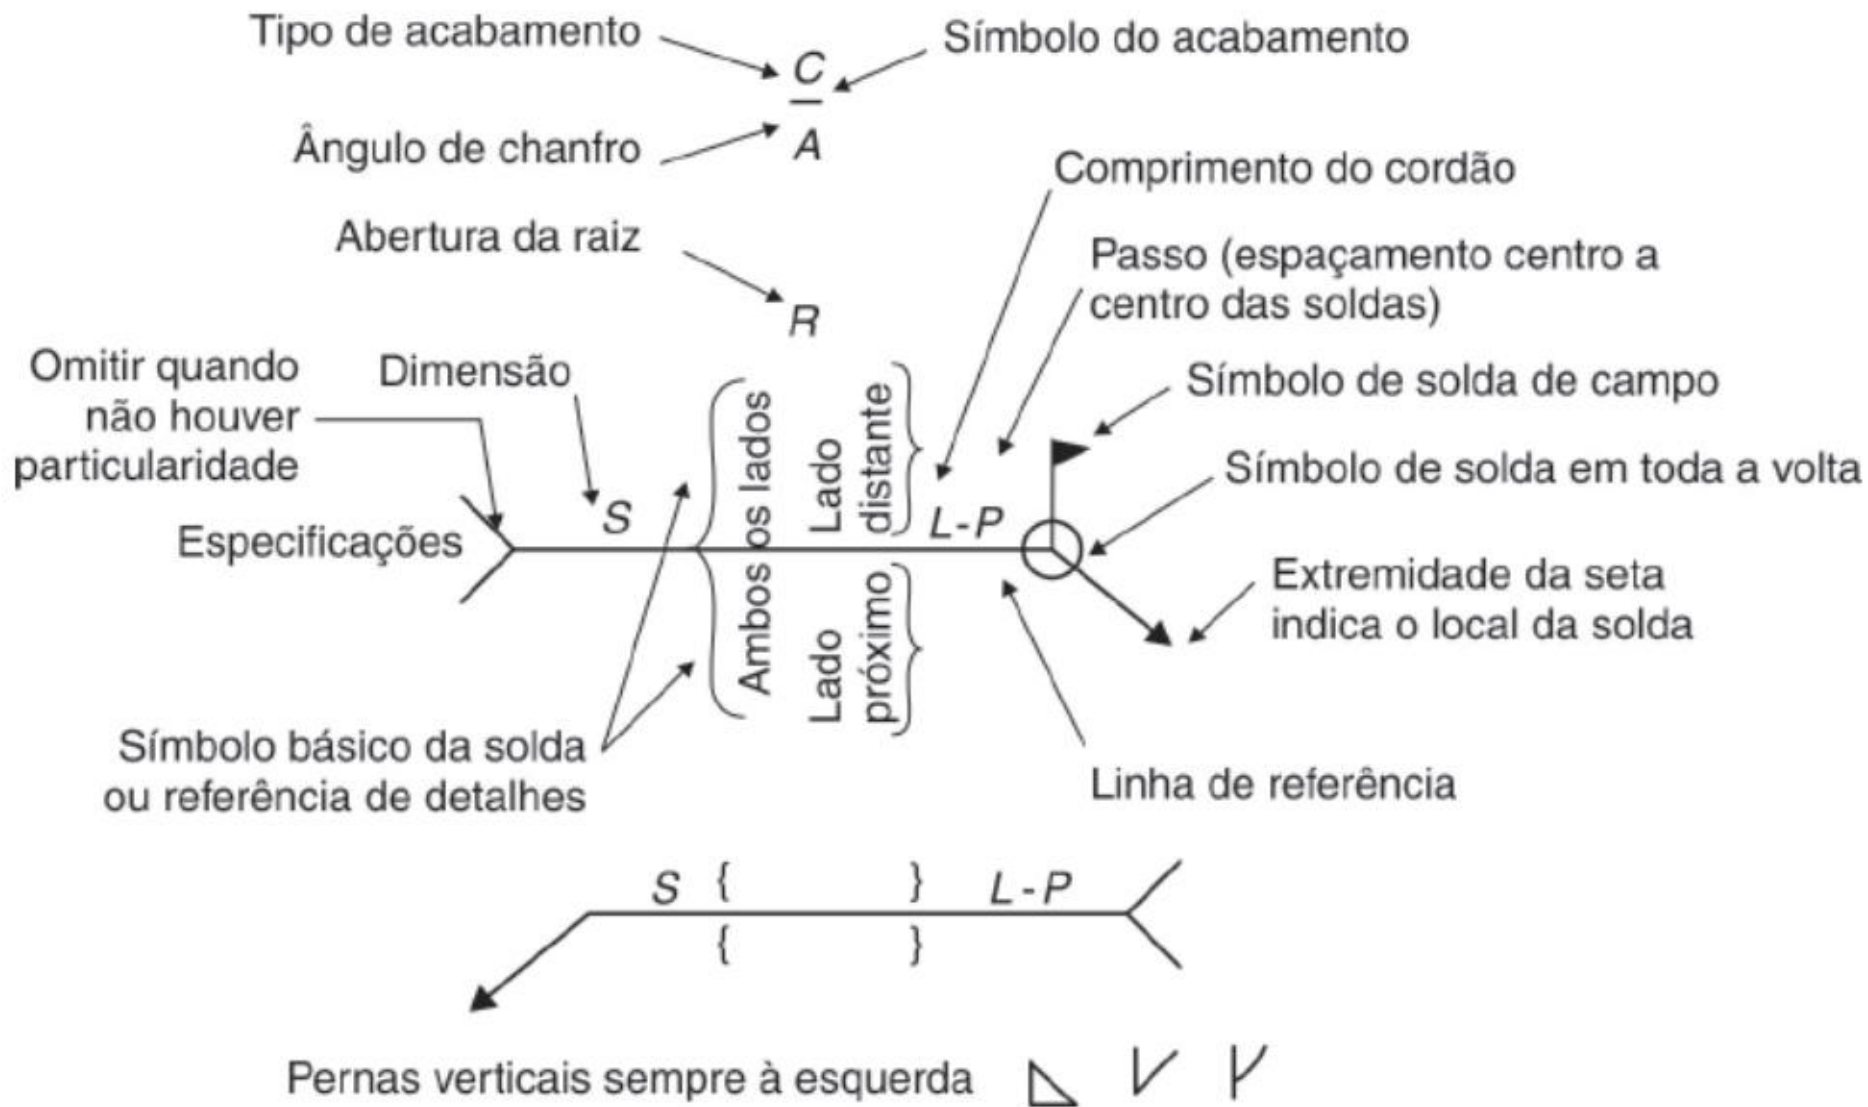 Tipo de acabamento
C
Símbolo do acabamento
Ângulo de chanfro
A
Comprimento do cordão
Abertura da raiz
R
Passo (espaçamento centro a
centro das soldas)
Omitir quando
não houver
particularidade
Dimensão
Símbolo de solda de campo
Símbolo de solda em toda a volta
Especificações
S
Ambos os lados
Lado
distante
L-P
Lado
próximo
Extremidade da seta
indica o local da solda
Símbolo básico da solda
ou referência de detalhes
Linha de referência
S { } L-P
{ }
Pernas verticais sempre à esquerda